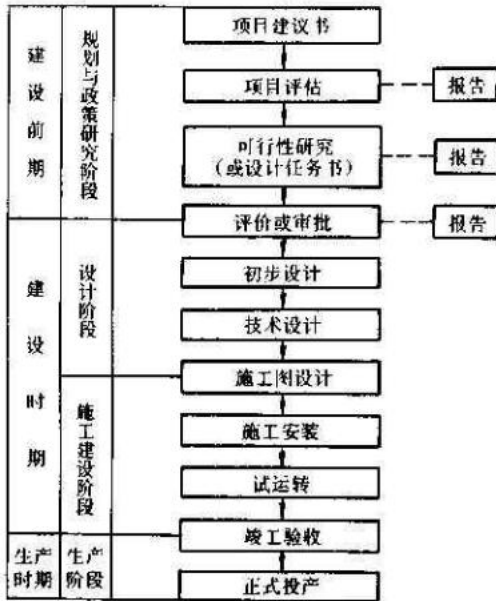 建设前期
规划与政策研究阶段
项目建议书
项目评估
报告
可行性研究
（或设计任务书）
报告
评价或审批
报告
建设时期
设计阶段
初步设计
技术设计
施工图设计
施工建设阶段
施工安装
试运转
竣工验收
生产
时期
生产
阶段
正式投产